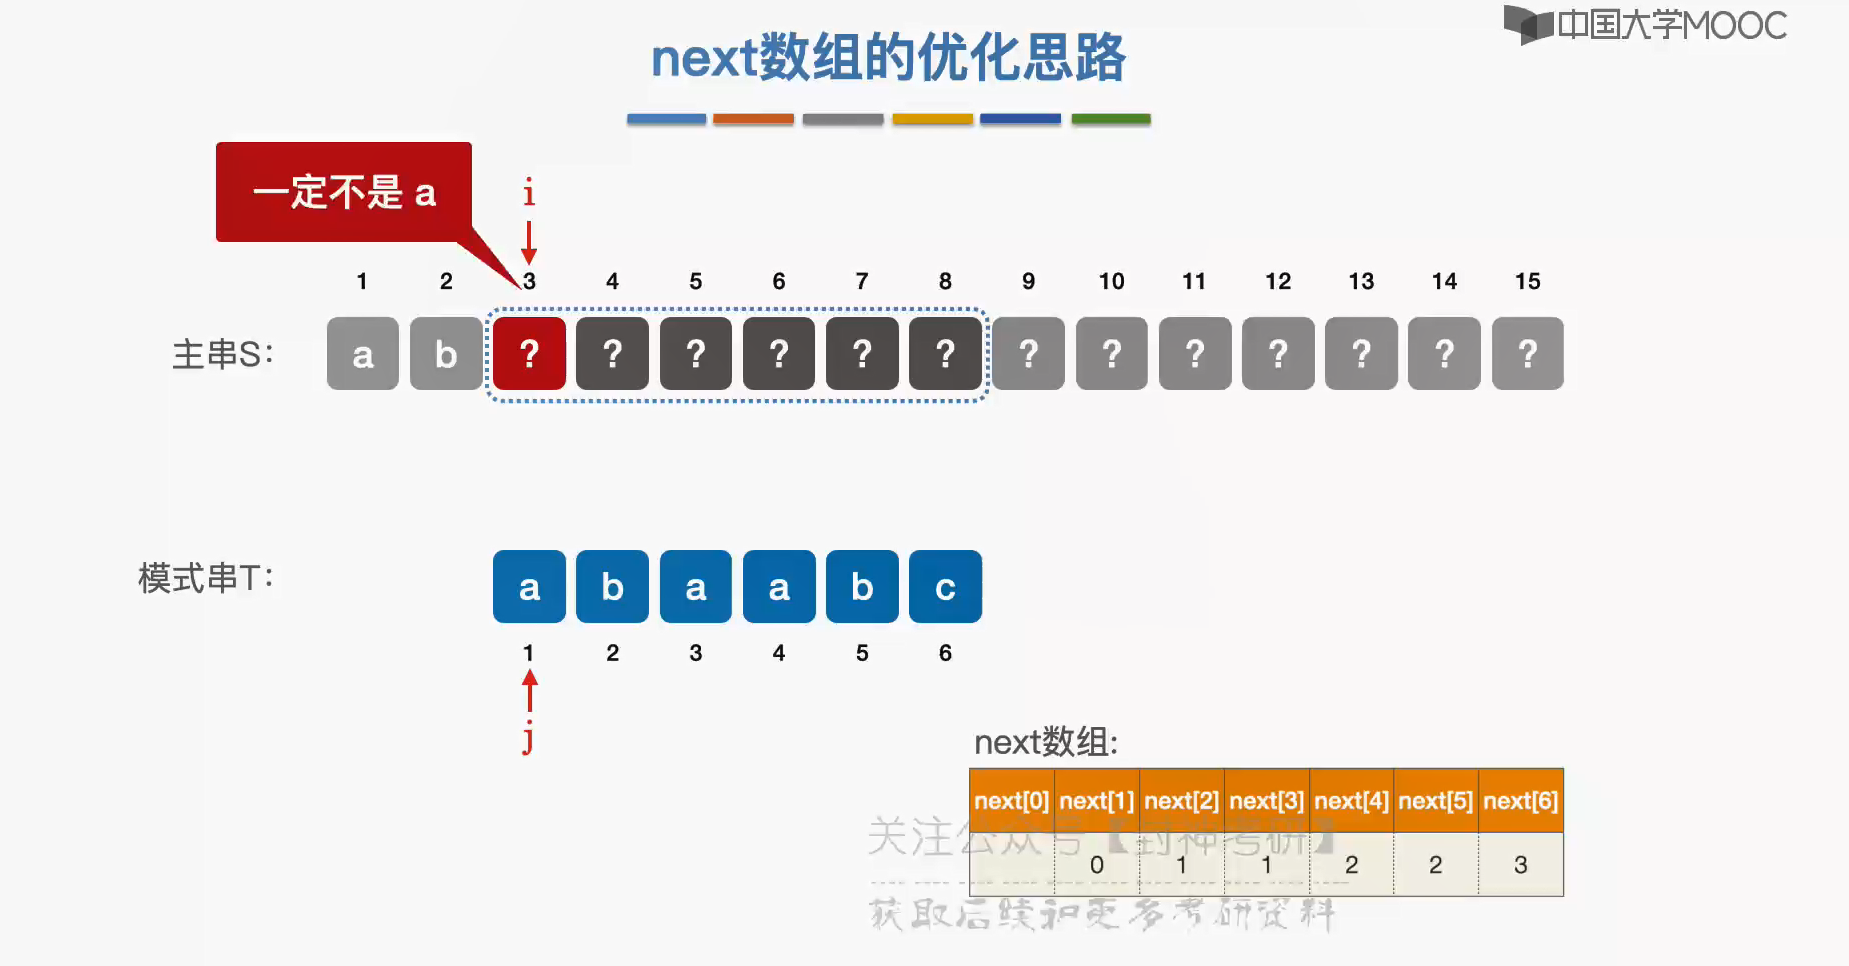 中国大学MOOC
next数组的优化思路
一定不是 a
i
1 2 3 4 5 6 7 8 9 10 11 12 13 14 15
主串S: a b ? ? ? ? ? ? ? ? ? ? ? ? ?
模式串T: a b a a b c
1 2 3 4 5 6
j
next数组:
next[0] next[1] next[2] next[3] next[4] next[5] next[6]
关注公众号【封神考研】
0 1 1 2 2 3
获取后续和更多考研资料